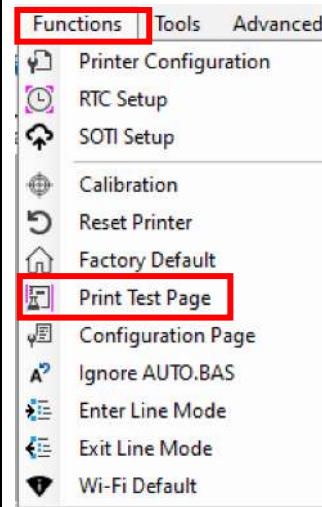 Functions Tools Advanced
Printer Configuration
RTC Setup
SOTI Setup
Calibration
Reset Printer
Factory Default
Print Test Page
Configuration Page
Ignore AUTO.BAS
Enter Line Mode
Exit Line Mode
Wi-Fi Default